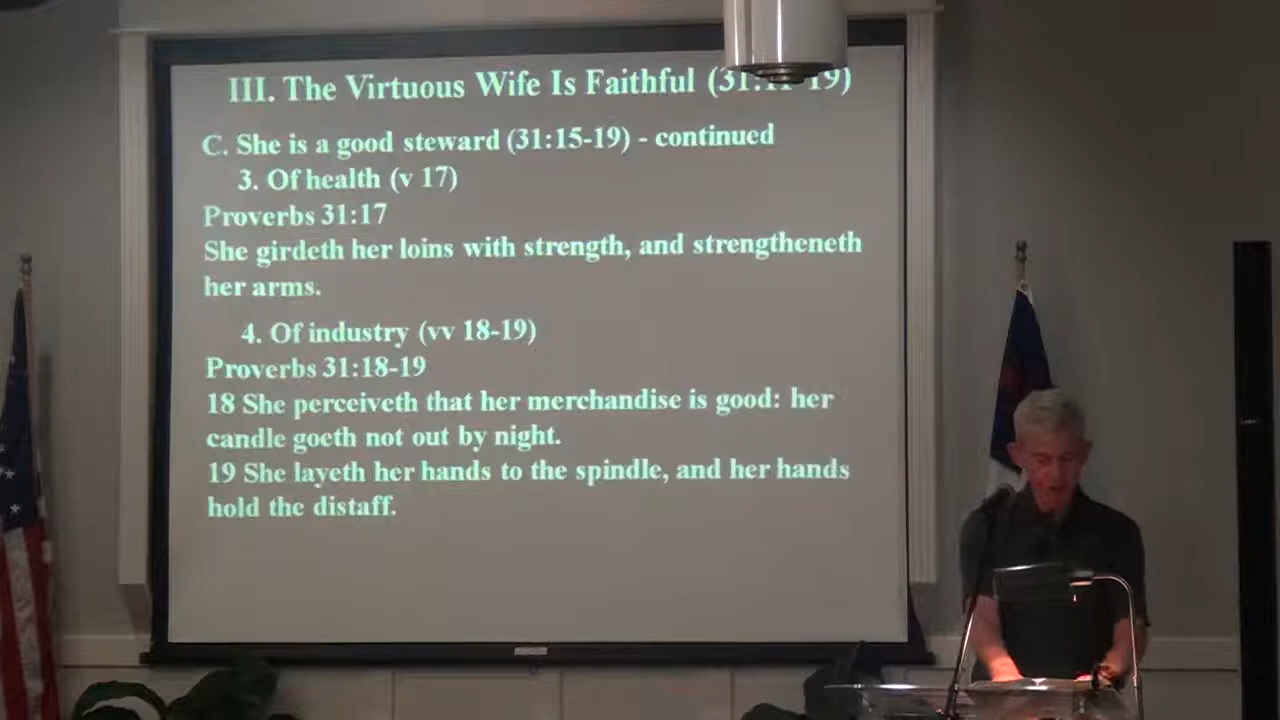 III. The Virtuous Wife Is Faithful (31:11-19)
C. She is a good steward (31:15-19) - continued
3. Of health (v 17)
Proverbs 31:17
She girdeth her loins with strength, and strengtheneth
her arms.
4. Of industry (vv 18-19)
Proverbs 31:18-19
18 She perceiveth that her merchandise is good: her
candle goeth not out by night.
19 She layeth her hands to the spindle, and her hands
hold the distaff.